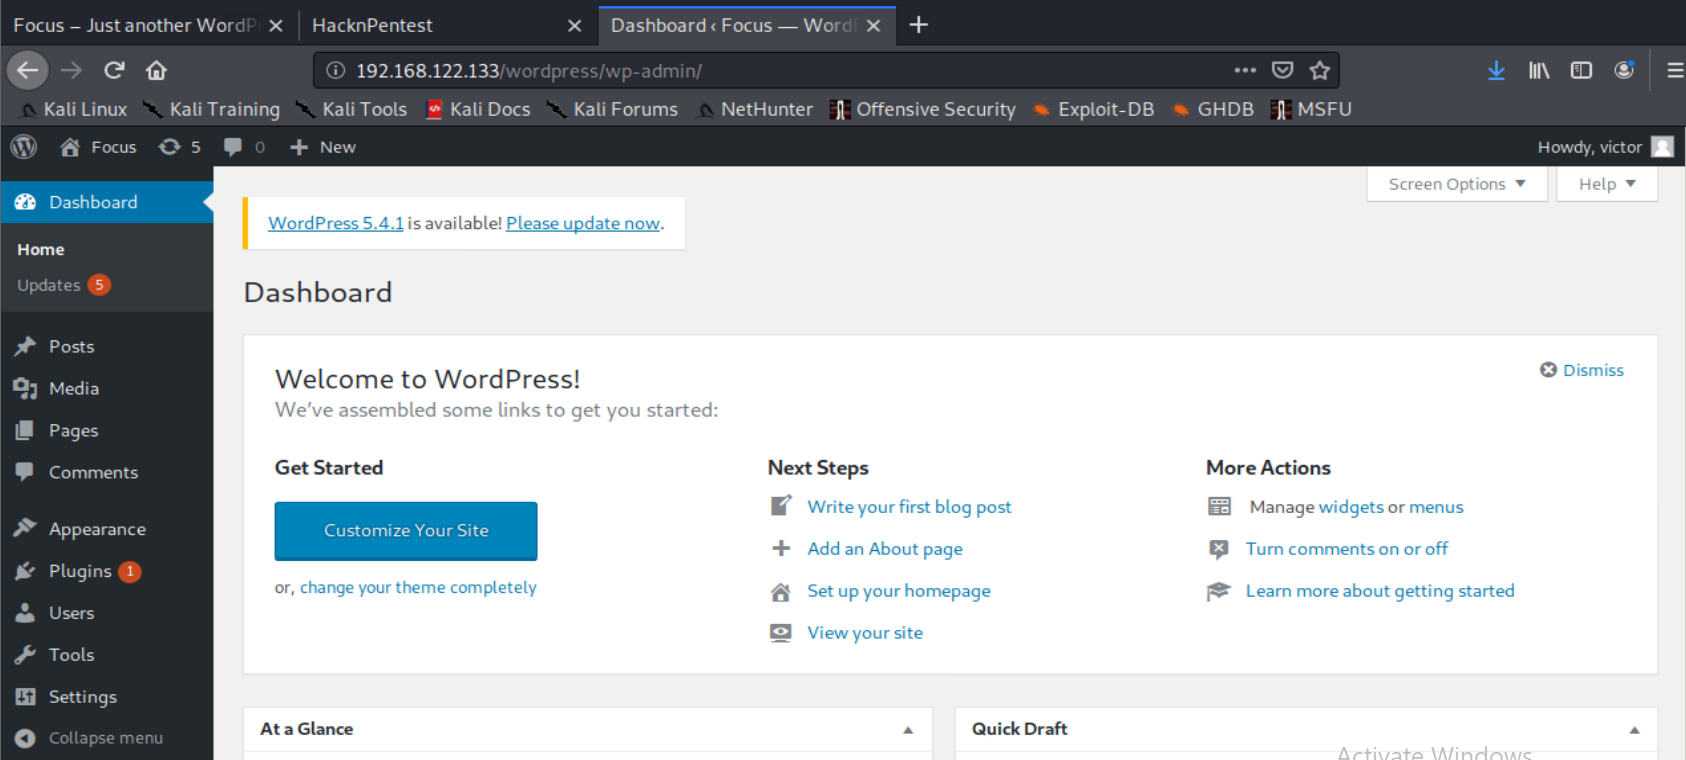 Focus – Just another WordP
HacknPentest
Dashboard ‹ Focus — WordP
192.168.122.133/wordpress/wp-admin/
Kali Linux Kali Training Kali Tools Kali Docs Kali Forums NetHunter Offensive Security Exploit-DB GHDB MSFU
Focus 5 0 New Howdy, victor
Screen Options Help
Dashboard
Home
Updates 5
Posts
Media
Pages
Comments
Appearance
Plugins 1
Users
Tools
Settings
Collapse menu
WordPress 5.4.1 is available! Please update now.
Dashboard
Welcome to WordPress!
Dismiss
We’ve assembled some links to get you started:
Get Started
Customize Your Site
or, change your theme completely
Next Steps
Write your first blog post
Add an About page
Set up your homepage
View your site
More Actions
Manage widgets or menus
Turn comments on or off
Learn more about getting started
At a Glance
Quick Draft
Activate Windows